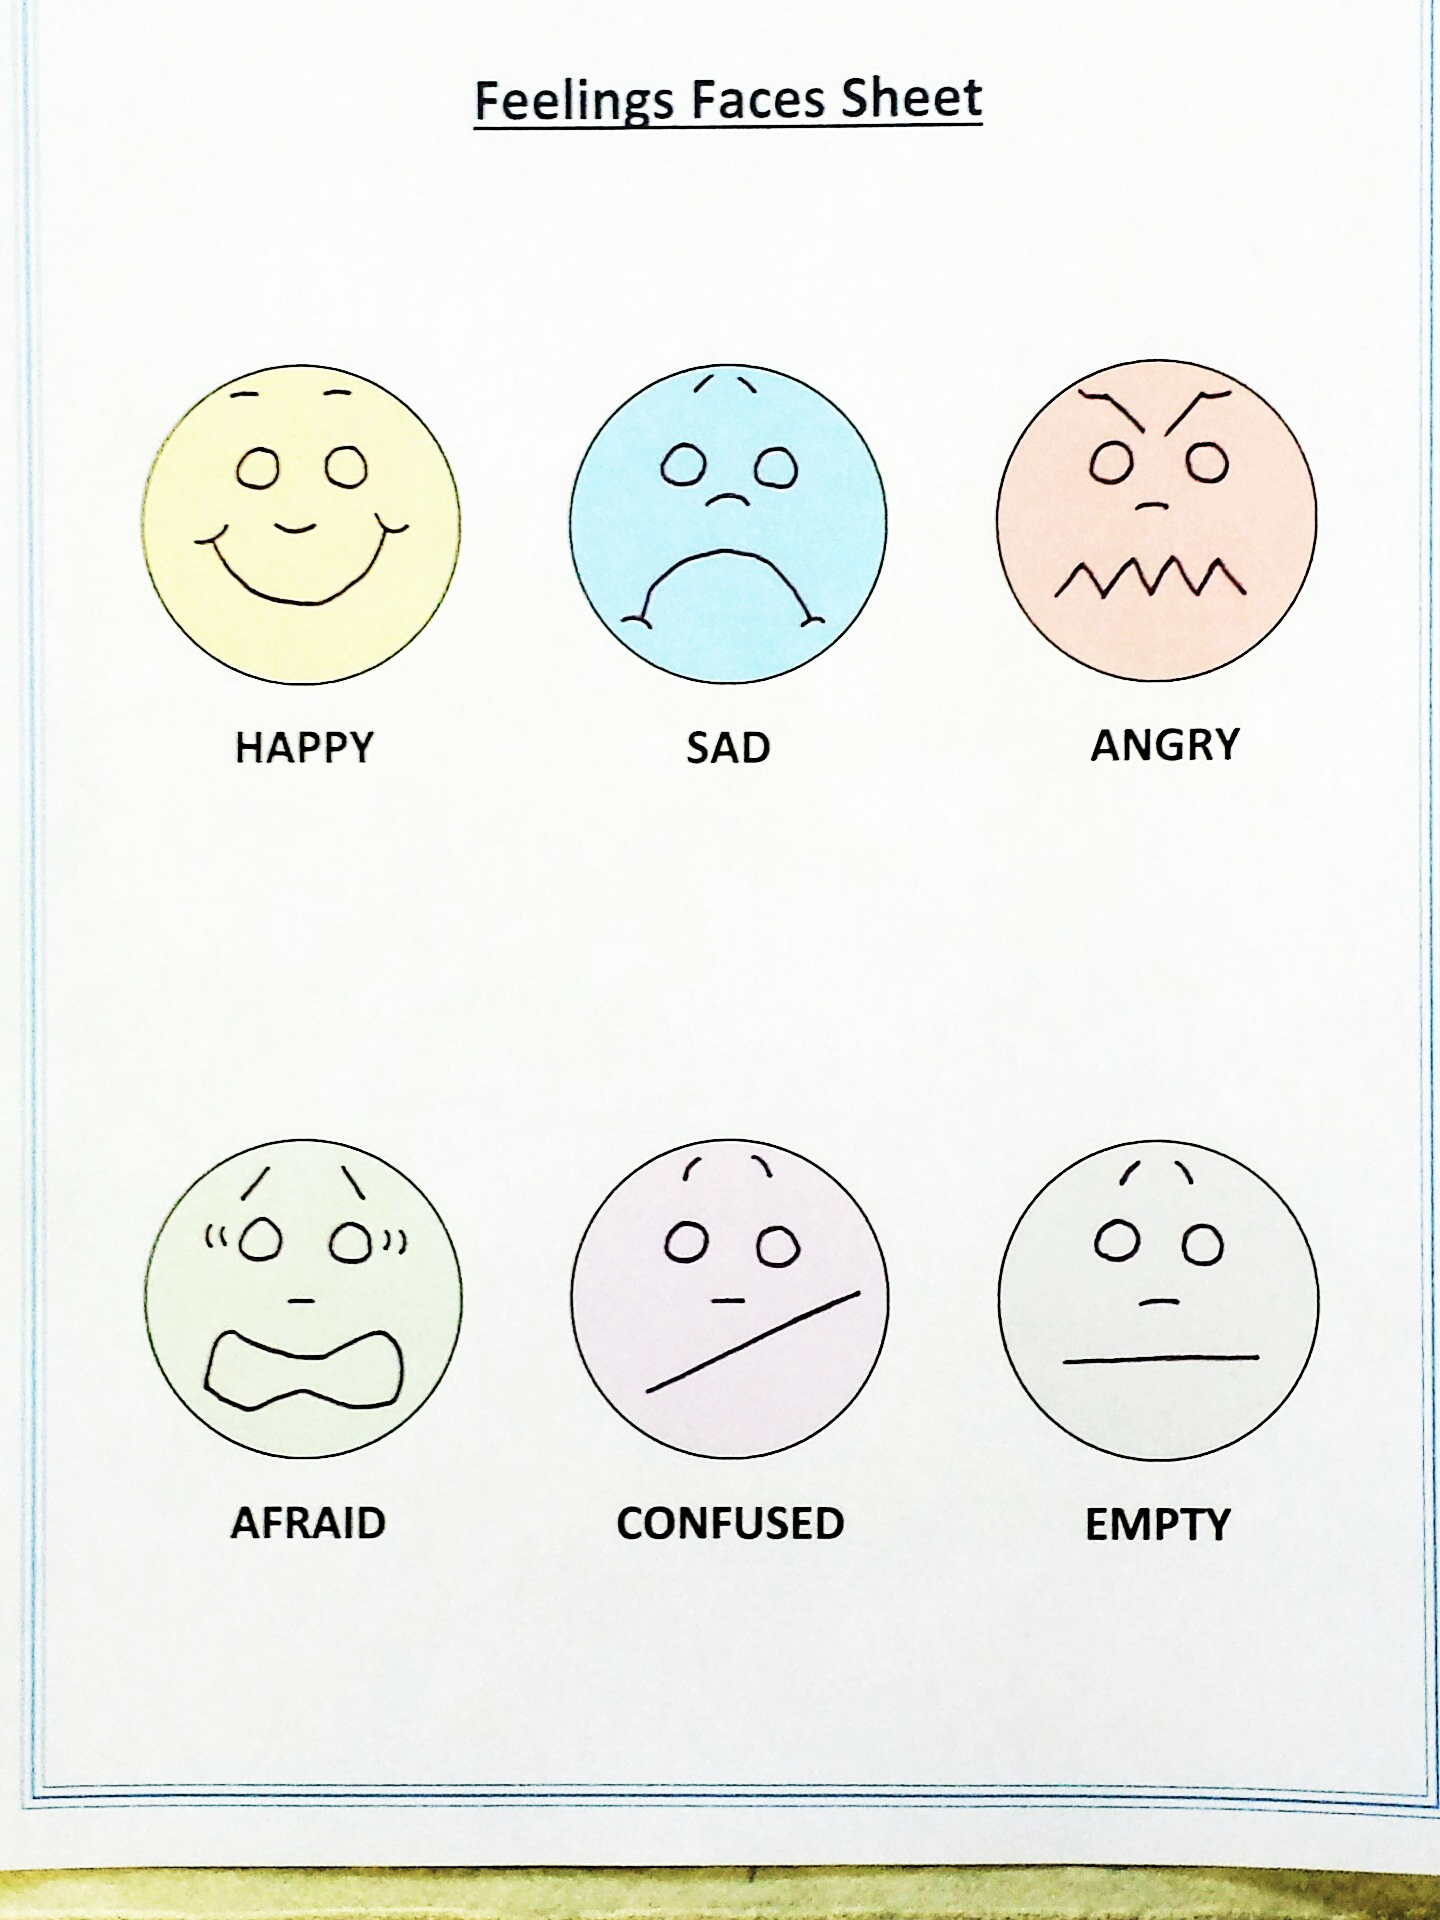 Feelings Faces Sheet
HAPPY
SAD
ANGRY
AFRAID
CONFUSED
EMPTY